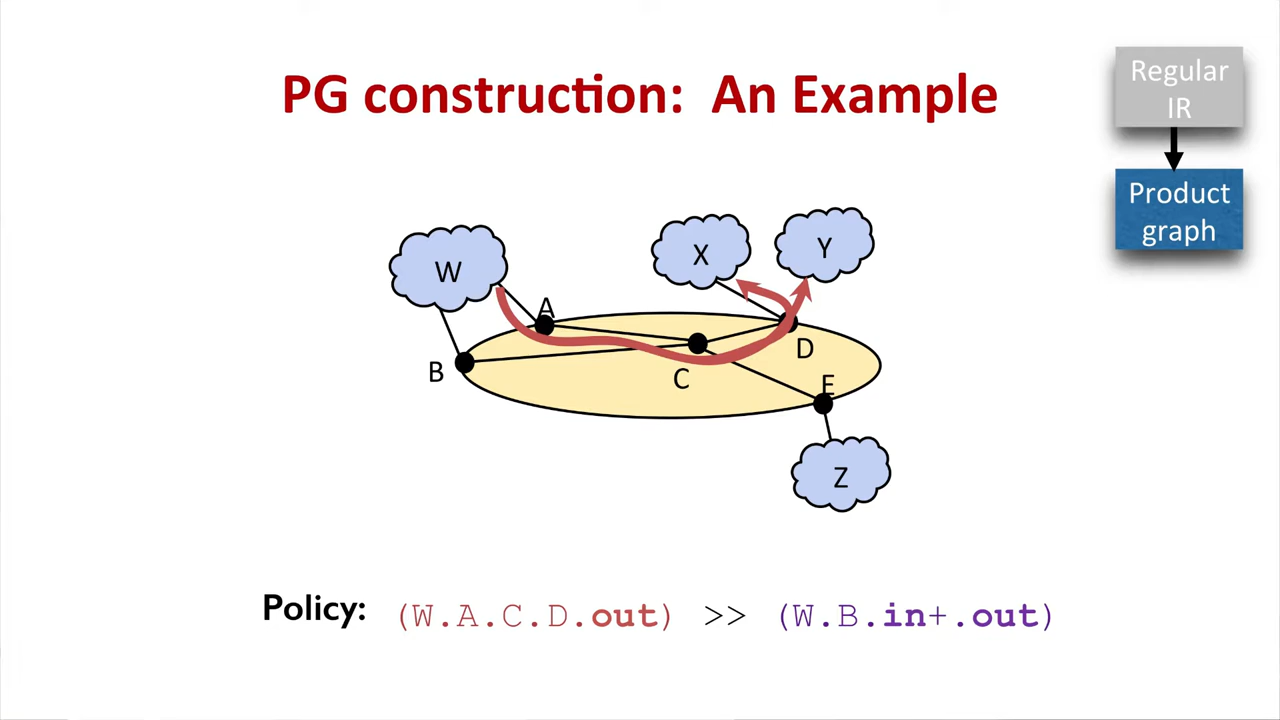 PG construction: An Example
Regular
IR
Product
graph
W
X
Y
A
B
C
D
E
Z
Policy: (W.A.C.D.out) >> (W.B.in+.out)